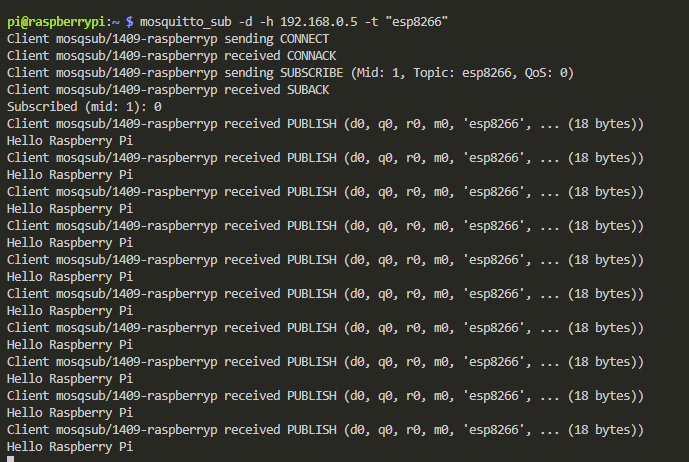 pi@raspberrypi:~ $ mosquitto_sub -d -h 192.168.0.5 -t "esp8266"
Client mosqsub/1409-raspberryp sending CONNECT
Client mosqsub/1409-raspberryp received CONNACK
Client mosqsub/1409-raspberryp sending SUBSCRIBE (Mid: 1, Topic: esp8266, QoS: 0)
Client mosqsub/1409-raspberryp received SUBACK
Subscribed (mid: 1): 0
Client mosqsub/1409-raspberryp received PUBLISH (d0, q0, r0, m0, 'esp8266', ... (18 bytes))
Hello Raspberry Pi
Client mosqsub/1409-raspberryp received PUBLISH (d0, q0, r0, m0, 'esp8266', ... (18 bytes))
Hello Raspberry Pi
Client mosqsub/1409-raspberryp received PUBLISH (d0, q0, r0, m0, 'esp8266', ... (18 bytes))
Hello Raspberry Pi
Client mosqsub/1409-raspberryp received PUBLISH (d0, q0, r0, m0, 'esp8266', ... (18 bytes))
Hello Raspberry Pi
Client mosqsub/1409-raspberryp received PUBLISH (d0, q0, r0, m0, 'esp8266', ... (18 bytes))
Hello Raspberry Pi
Client mosqsub/1409-raspberryp received PUBLISH (d0, q0, r0, m0, 'esp8266', ... (18 bytes))
Hello Raspberry Pi
Client mosqsub/1409-raspberryp received PUBLISH (d0, q0, r0, m0, 'esp8266', ... (18 bytes))
Hello Raspberry Pi
Client mosqsub/1409-raspberryp received PUBLISH (d0, q0, r0, m0, 'esp8266', ... (18 bytes))
Hello Raspberry Pi
Client mosqsub/1409-raspberryp received PUBLISH (d0, q0, r0, m0, 'esp8266', ... (18 bytes))
Hello Raspberry Pi
Client mosqsub/1409-raspberryp received PUBLISH (d0, q0, r0, m0, 'esp8266', ... (18 bytes))
Hello Raspberry Pi